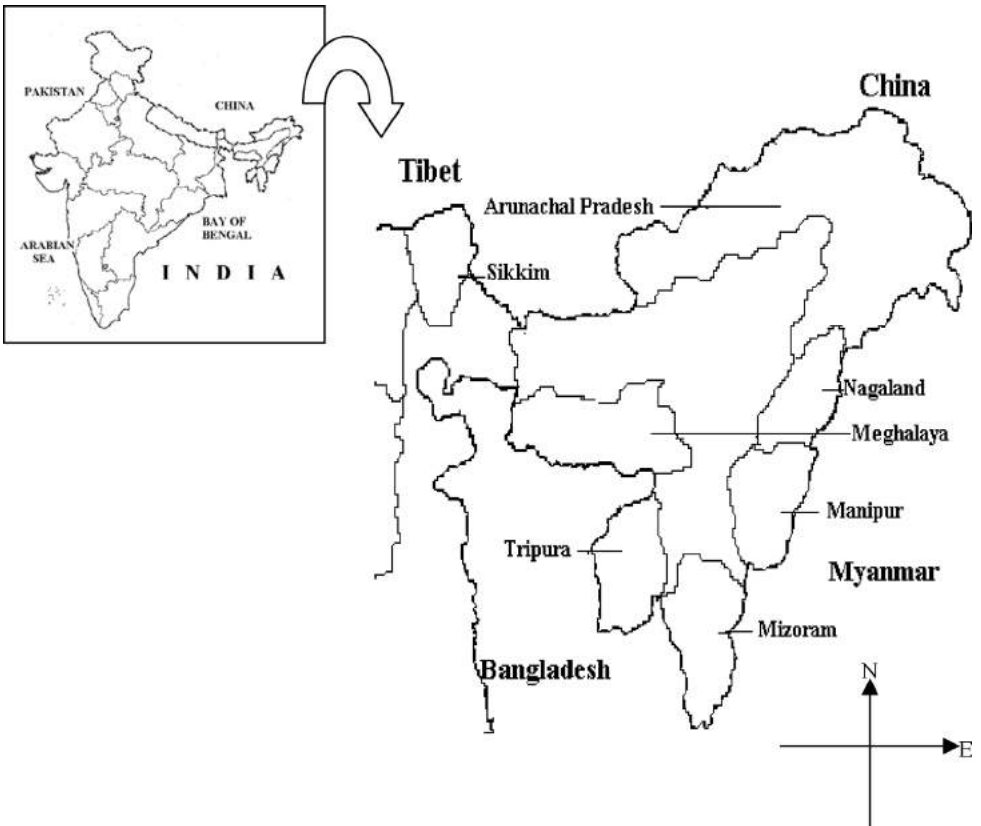 PAKISTAN
CHINA
ARABIAN
SEA
BAY OF
BENGAL
I N D I A
China
Tibet
Arunachal Pradesh
Sikkim
Nagaland
Meghalaya
Manipur
Tripura
Myanmar
Mizoram
Bangladesh
N
E